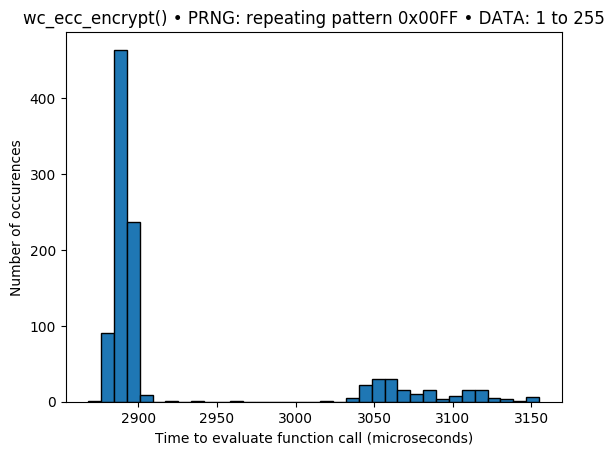 wc_ecc_encrypt() • PRNG: repeating pattern 0x00FF • DATA: 1 to 255
400
300
200
100
0
Number of occurences
2900 2950 3000 3050 3100 3150
Time to evaluate function call (microseconds)